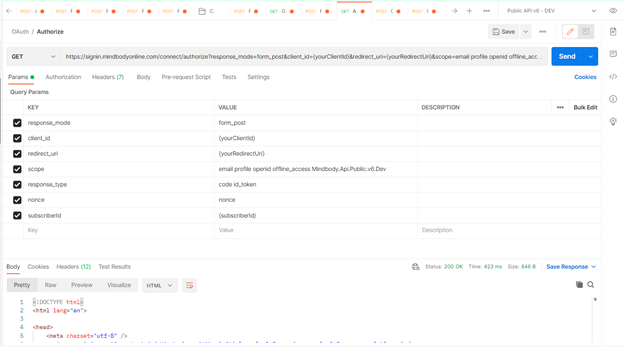 POST POST POST POST POST POST C. POST POST GET G POST GET A POST POST Public API v6 - DEV
OAuth / Authorize
Save
GET https://signin.mindbodyonline.com/connect/authorize?response_mode=form_post&client_id={yourClientId}&redirect_uri={yourRedirectUri}&scope=email profile openid offline_acc... Send
Params Authorization Headers (7) Body Pre-request Script Tests Settings Cookies
Query Params
KEY VALUE DESCRIPTION Bulk Edit
response_mode form_post
client_id {yourClientId}
redirect_uri {yourRedirectUri}
scope email profile openid offline_access Mindbody.Api.Public.v6.Dev
response_type code id_token
nonce nonce
subscriberId {subscriberId}
Key Value Description
Body Cookies Headers (12) Test Results Status: 200 OK Time: 423 ms Size: 846 B Save Response
Pretty Raw Preview Visualize HTML
1 <!DOCTYPE html>
2 <html lang="en">
3
4 <head>
5 <meta charset="utf-8" />